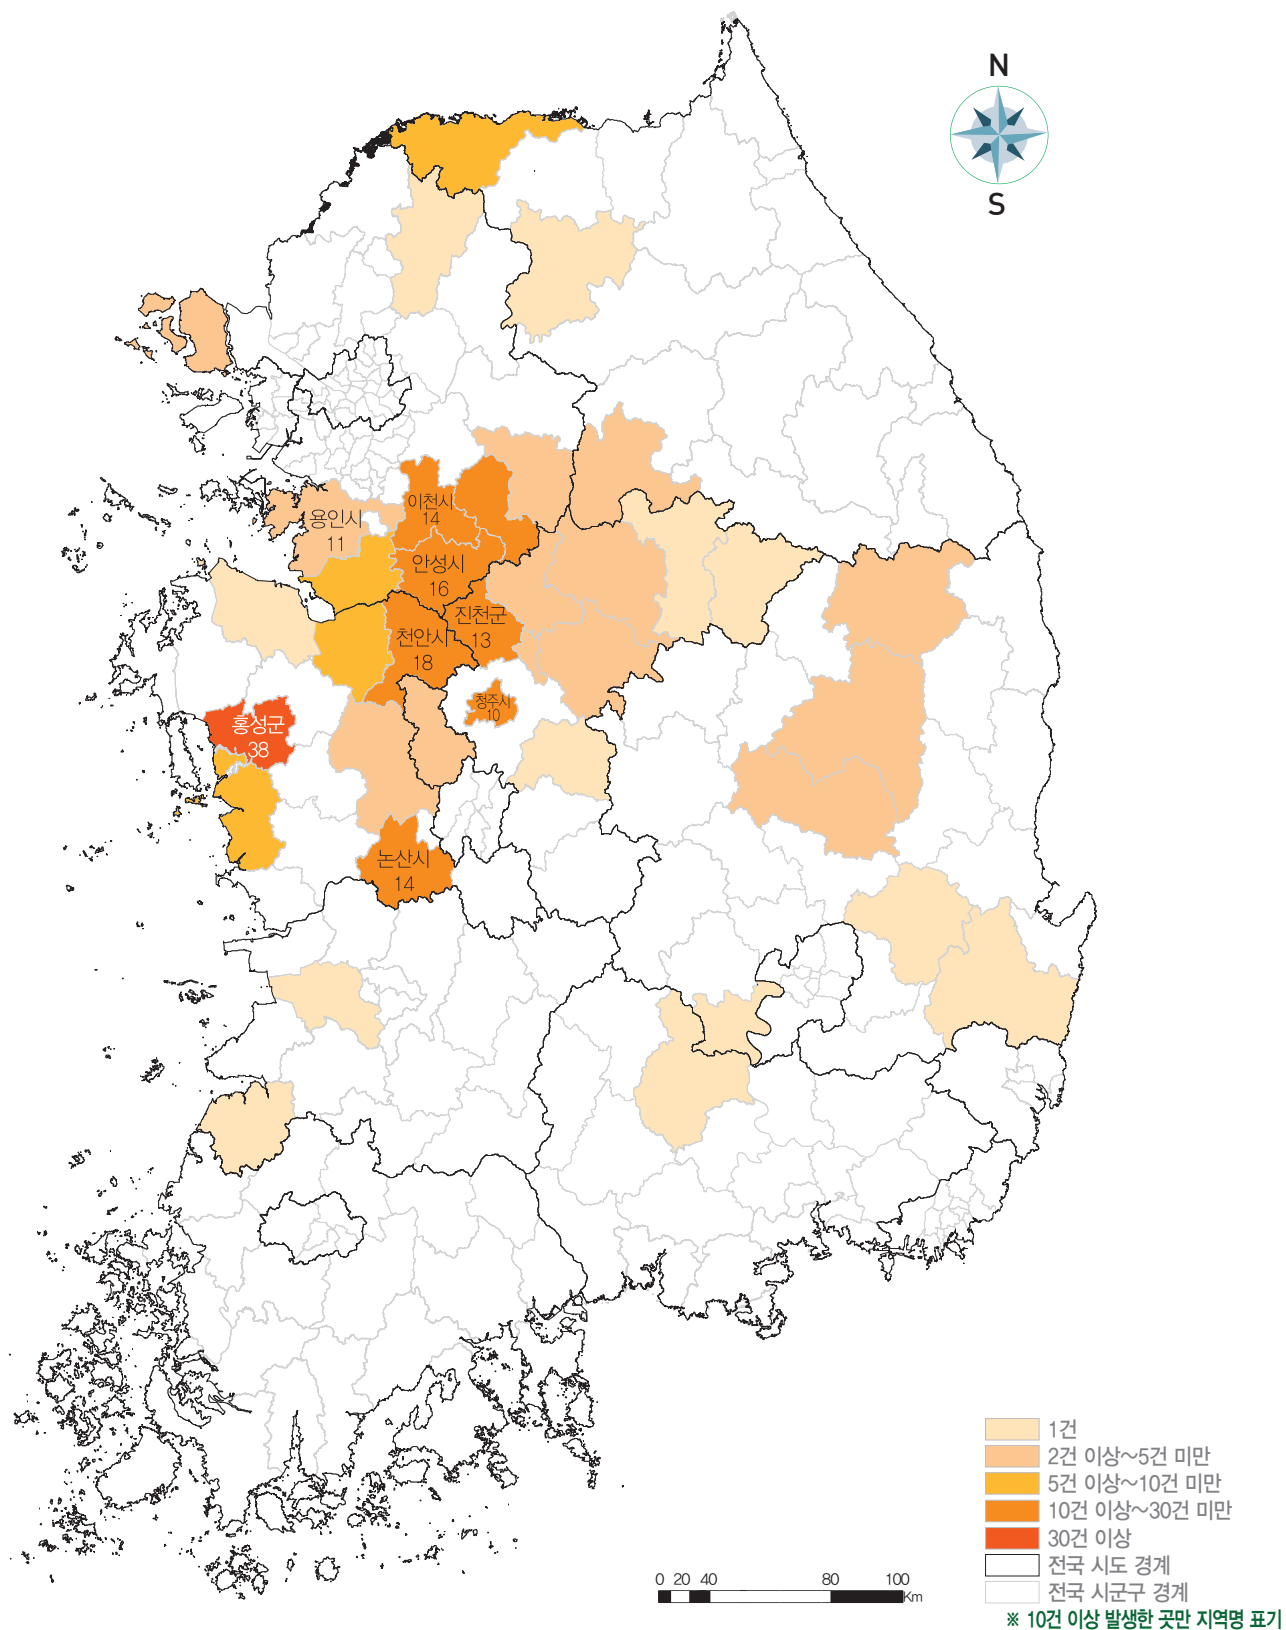 N
S
이천시
14
용인시
11
안성시
16
진천군
13
천안시
18
청주시
10
홍성군
38
논산시
14
1건
2건 이상~5건 미만
5건 이상~10건 미만
10건 이상~30건 미만
30건 이상
전국 시도 경계
전국 시군구 경계
0 20 40 80 100
Km
※ 10건 이상 발생한 곳만 지역명 표기